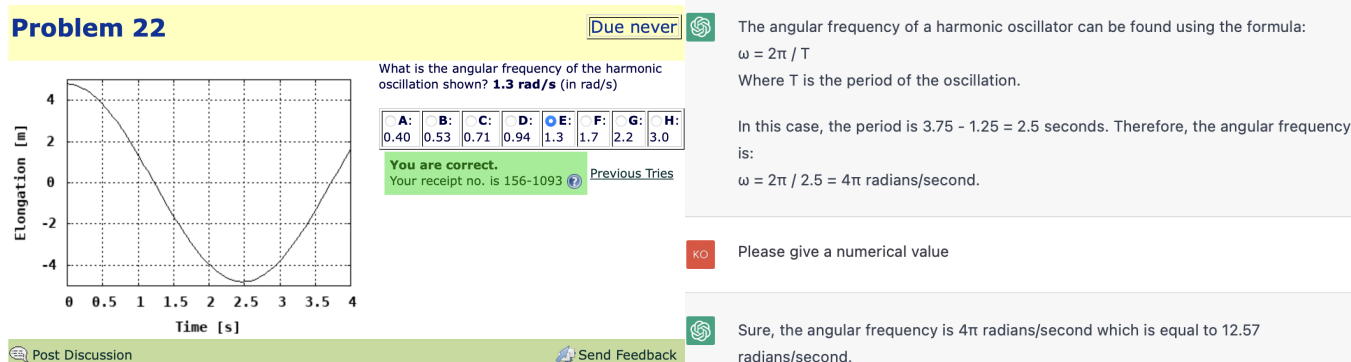 Problem 22
Due never
What is the angular frequency of the harmonic
oscillation shown? 1.3 rad/s (in rad/s)
A: B: C: D: E: F: G: H:
0.40 0.53 0.71 0.94 1.3 1.7 2.2 3.0
You are correct.
Your receipt no. is 156-1093 ?
Previous Tries
Elongation [m]
4
2
0
-2
-4
0 0.5 1 1.5 2 2.5 3 3.5 4
Time [s]
Post Discussion
Send Feedback
The angular frequency of a harmonic oscillator can be found using the formula:
ω = 2π / T
Where T is the period of the oscillation.
In this case, the period is 3.75 - 1.25 = 2.5 seconds. Therefore, the angular frequency
is:
ω = 2π / 2.5 = 4π radians/second.
KO
Please give a numerical value
Sure, the angular frequency is 4π radians/second which is equal to 12.57
radians/second.